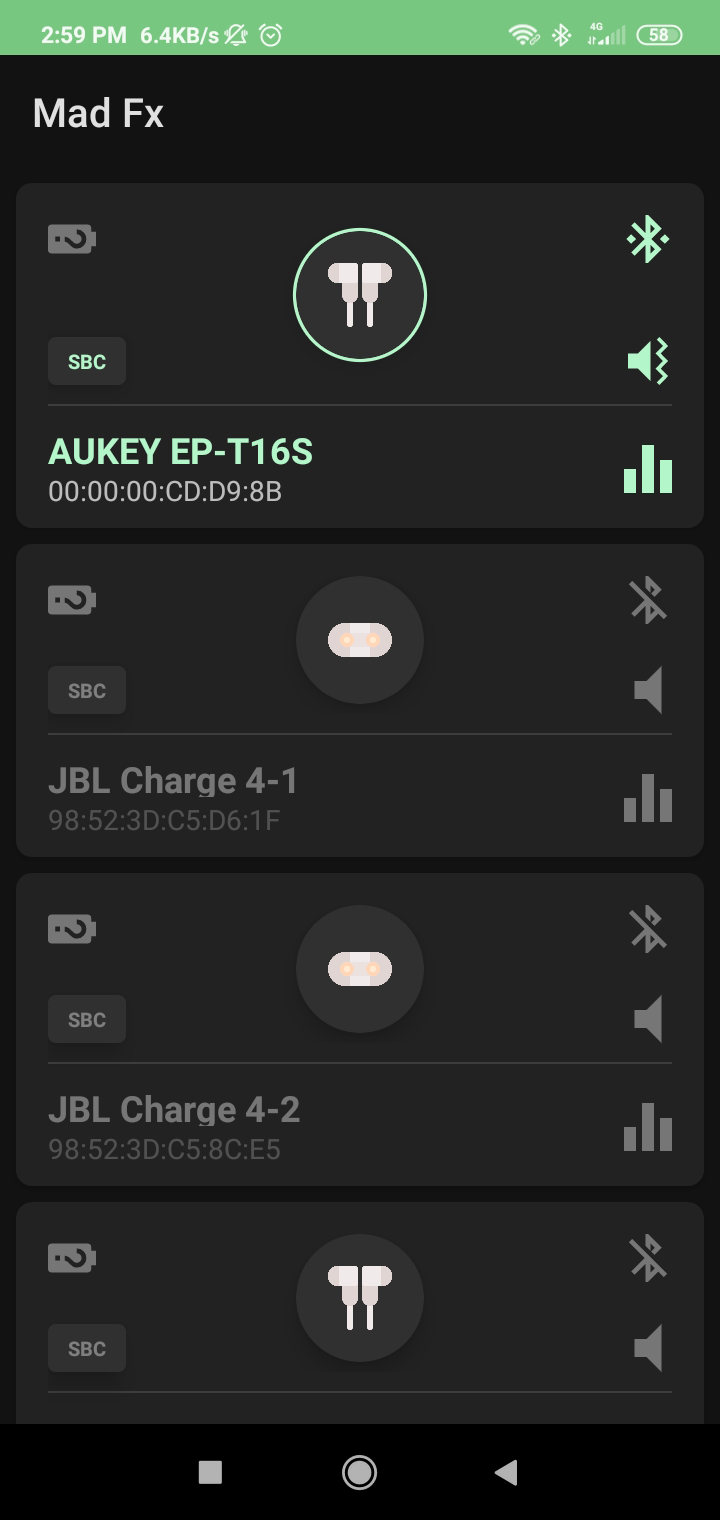 2:59 PM 6.4KB/s 4G 58
Mad Fx
SBC
AUKEY EP-T16S
00:00:00:CD:D9:8B
SBC
JBL Charge 4-1
98:52:3D:C5:D6:1F
SBC
JBL Charge 4-2
98:52:3D:C5:8C:E5
SBC